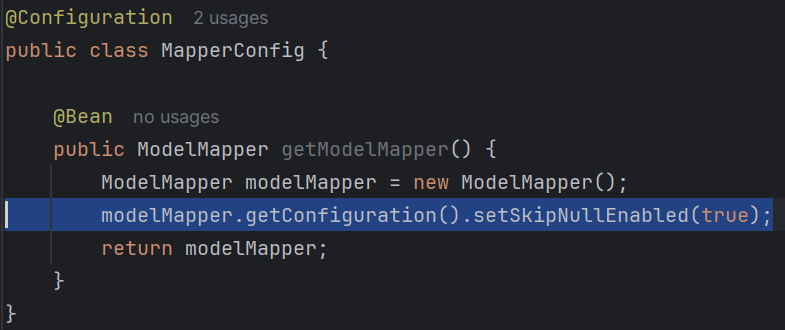 @Configuration 2 usages
public class MapperConfig {
@Bean no usages
public ModelMapper getModelMapper() {
ModelMapper modelMapper = new ModelMapper();
modelMapper.getConfiguration().setSkipNullEnabled(true);
return modelMapper;
}
}